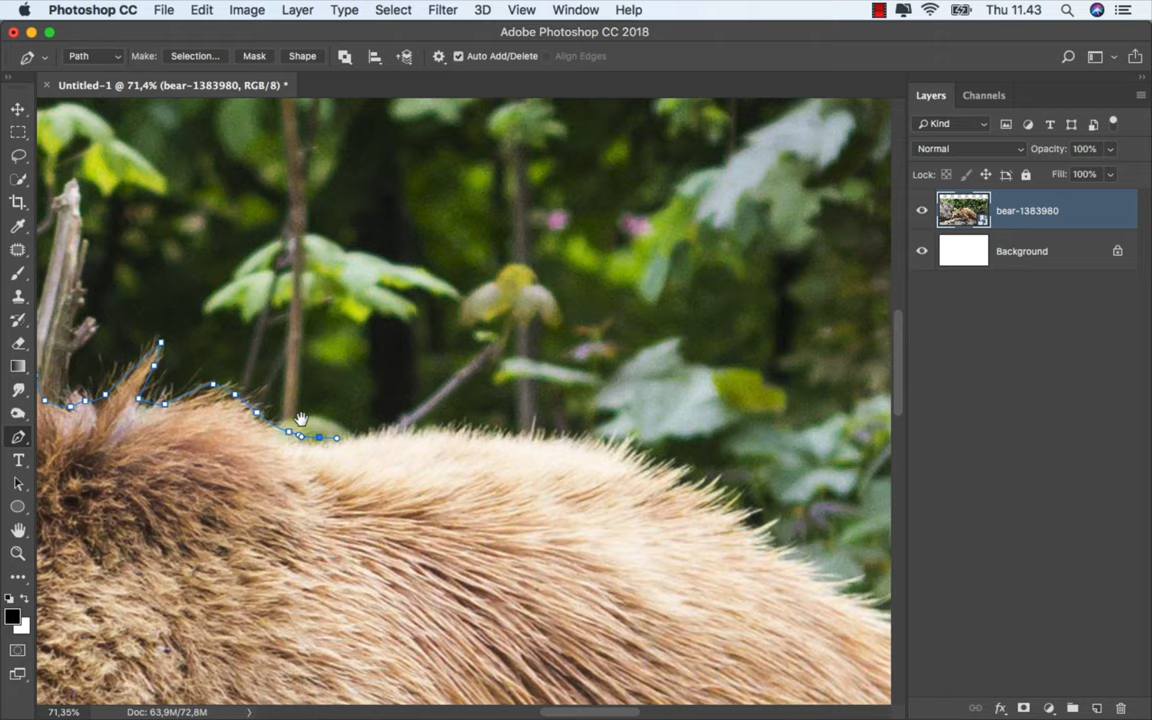 Photoshop CC File Edit Image Layer Type Select Filter 3D View Window Help Thu 11.43
Adobe Photoshop CC 2018
Path Make: Selection... Mask Shape Auto Add/Delete Align Edges
Untitled-1 @ 71,4% (bear-1383980, RGB/8) *
Layers Channels
Kind
Normal Opacity: 100%
Lock: Fill: 100%
bear-1383980
Background
71,35% Doc: 63,9M/72,8M